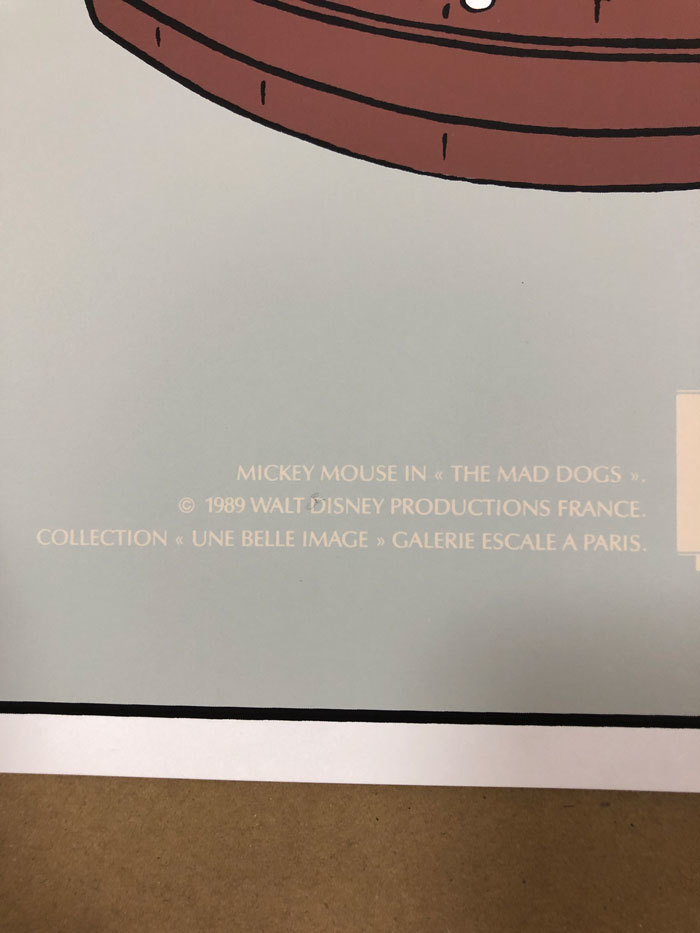 MICKEY MOUSE IN « THE MAD DOGS ».
© 1989 WALT DISNEY PRODUCTIONS FRANCE.
COLLECTION « UNE BELLE IMAGE » GALERIE ESCALE A PARIS.